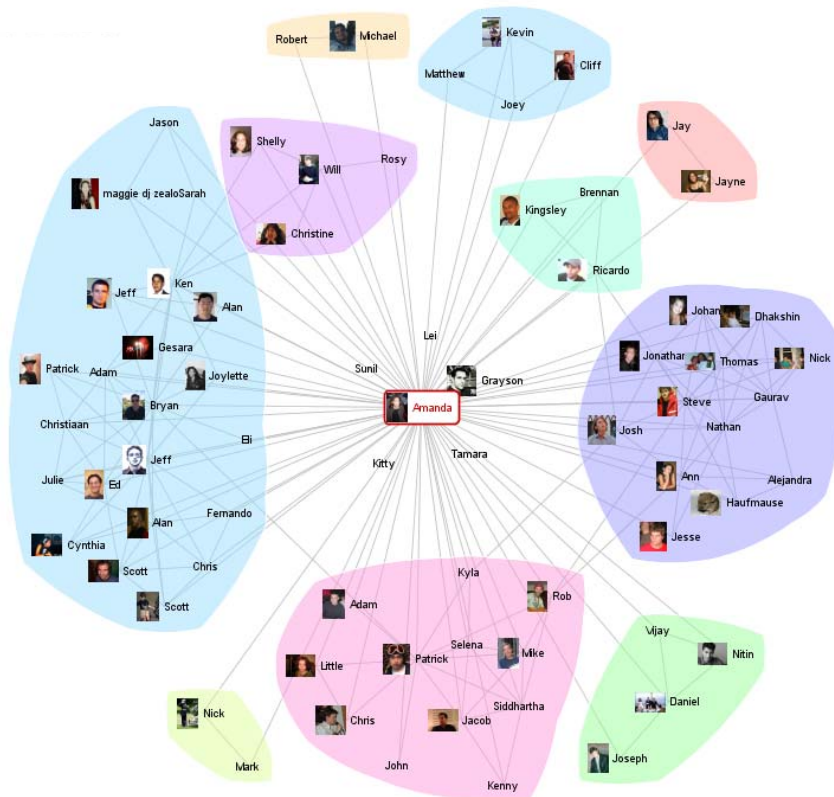 Robert
Michael
Kevin
Matthew
Cliff
Joey
Jason
Shelly
Will
Rosy
Christine
maggie dj zealoSarah
Jay
Jayne
Brennan
Kingsley
Ricardo
Jeff
Ken
Alan
Gesara
Patrick
Adam
Joylette
Bryan
Christiaan
Eli
Jeff
Julie
Ed
Alan
Fernando
Cynthia
Scott
Chris
Scott
Lei
Sunil
Grayson
Amanda
Kitty
Tamara
Johan
Dhakshin
Jonathan
Thomas
Nick
Steve
Gaurav
Josh
Nathan
Ann
Alejandra
Haufmause
Jesse
Kyla
Adam
Rob
Selena
Little
Patrick
Mike
Siddhartha
Chris
Jacob
John
Kenny
Nick
Mark
Vijay
Nitin
Daniel
Joseph